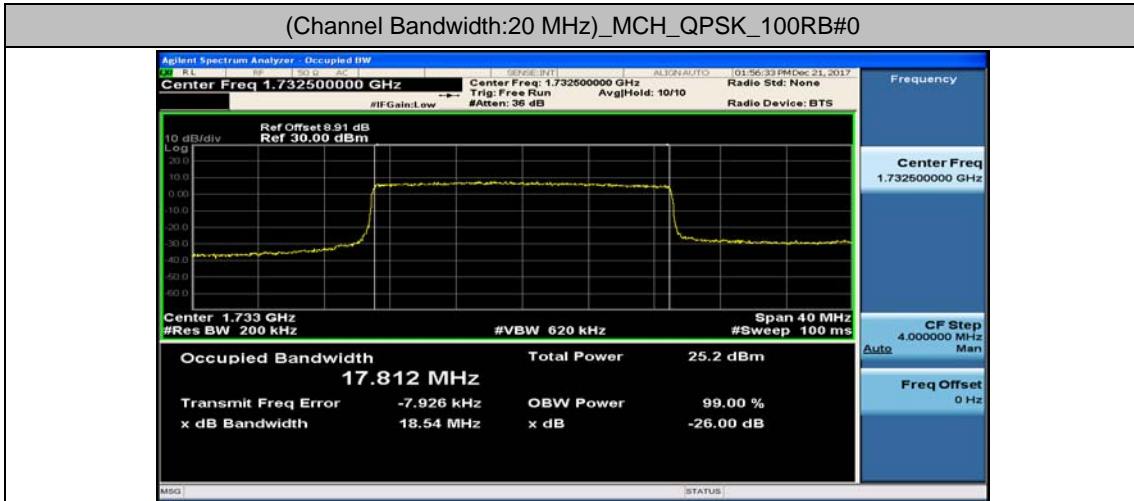 (Channel Bandwidth:20 MHz)_MCH_QPSK_100RB#0
Agilent Spectrum Analyzer - Occupied BW
RL RF 50 Ω AC SENSE:INT ALIGN AUTO 01:56:33 PM Dec 21, 2017
Center Freq 1.732500000 GHz
Center Freq: 1.732500000 GHz Radio Std: None
Trig: Free Run Avg|Hold: 10/10
#IFGain:Low #Atten: 36 dB Radio Device: BTS
Ref Offset 8.91 dB
10 dB/div Ref 30.00 dBm
Log
20.0
10.0
0.00
-10.0
-20.0
-30.0
-40.0
-50.0
-60.0
Center 1.733 GHz Span 40 MHz
#Res BW 200 kHz #VBW 620 kHz #Sweep 100 ms
Occupied Bandwidth Total Power 25.2 dBm
17.812 MHz
Transmit Freq Error -7.926 kHz OBW Power 99.00 %
x dB Bandwidth 18.54 MHz x dB -26.00 dB
MSG STATUS
Frequency
Center Freq
1.732500000 GHz
CF Step
4.000000 MHz
Auto Man
Freq Offset
0 Hz